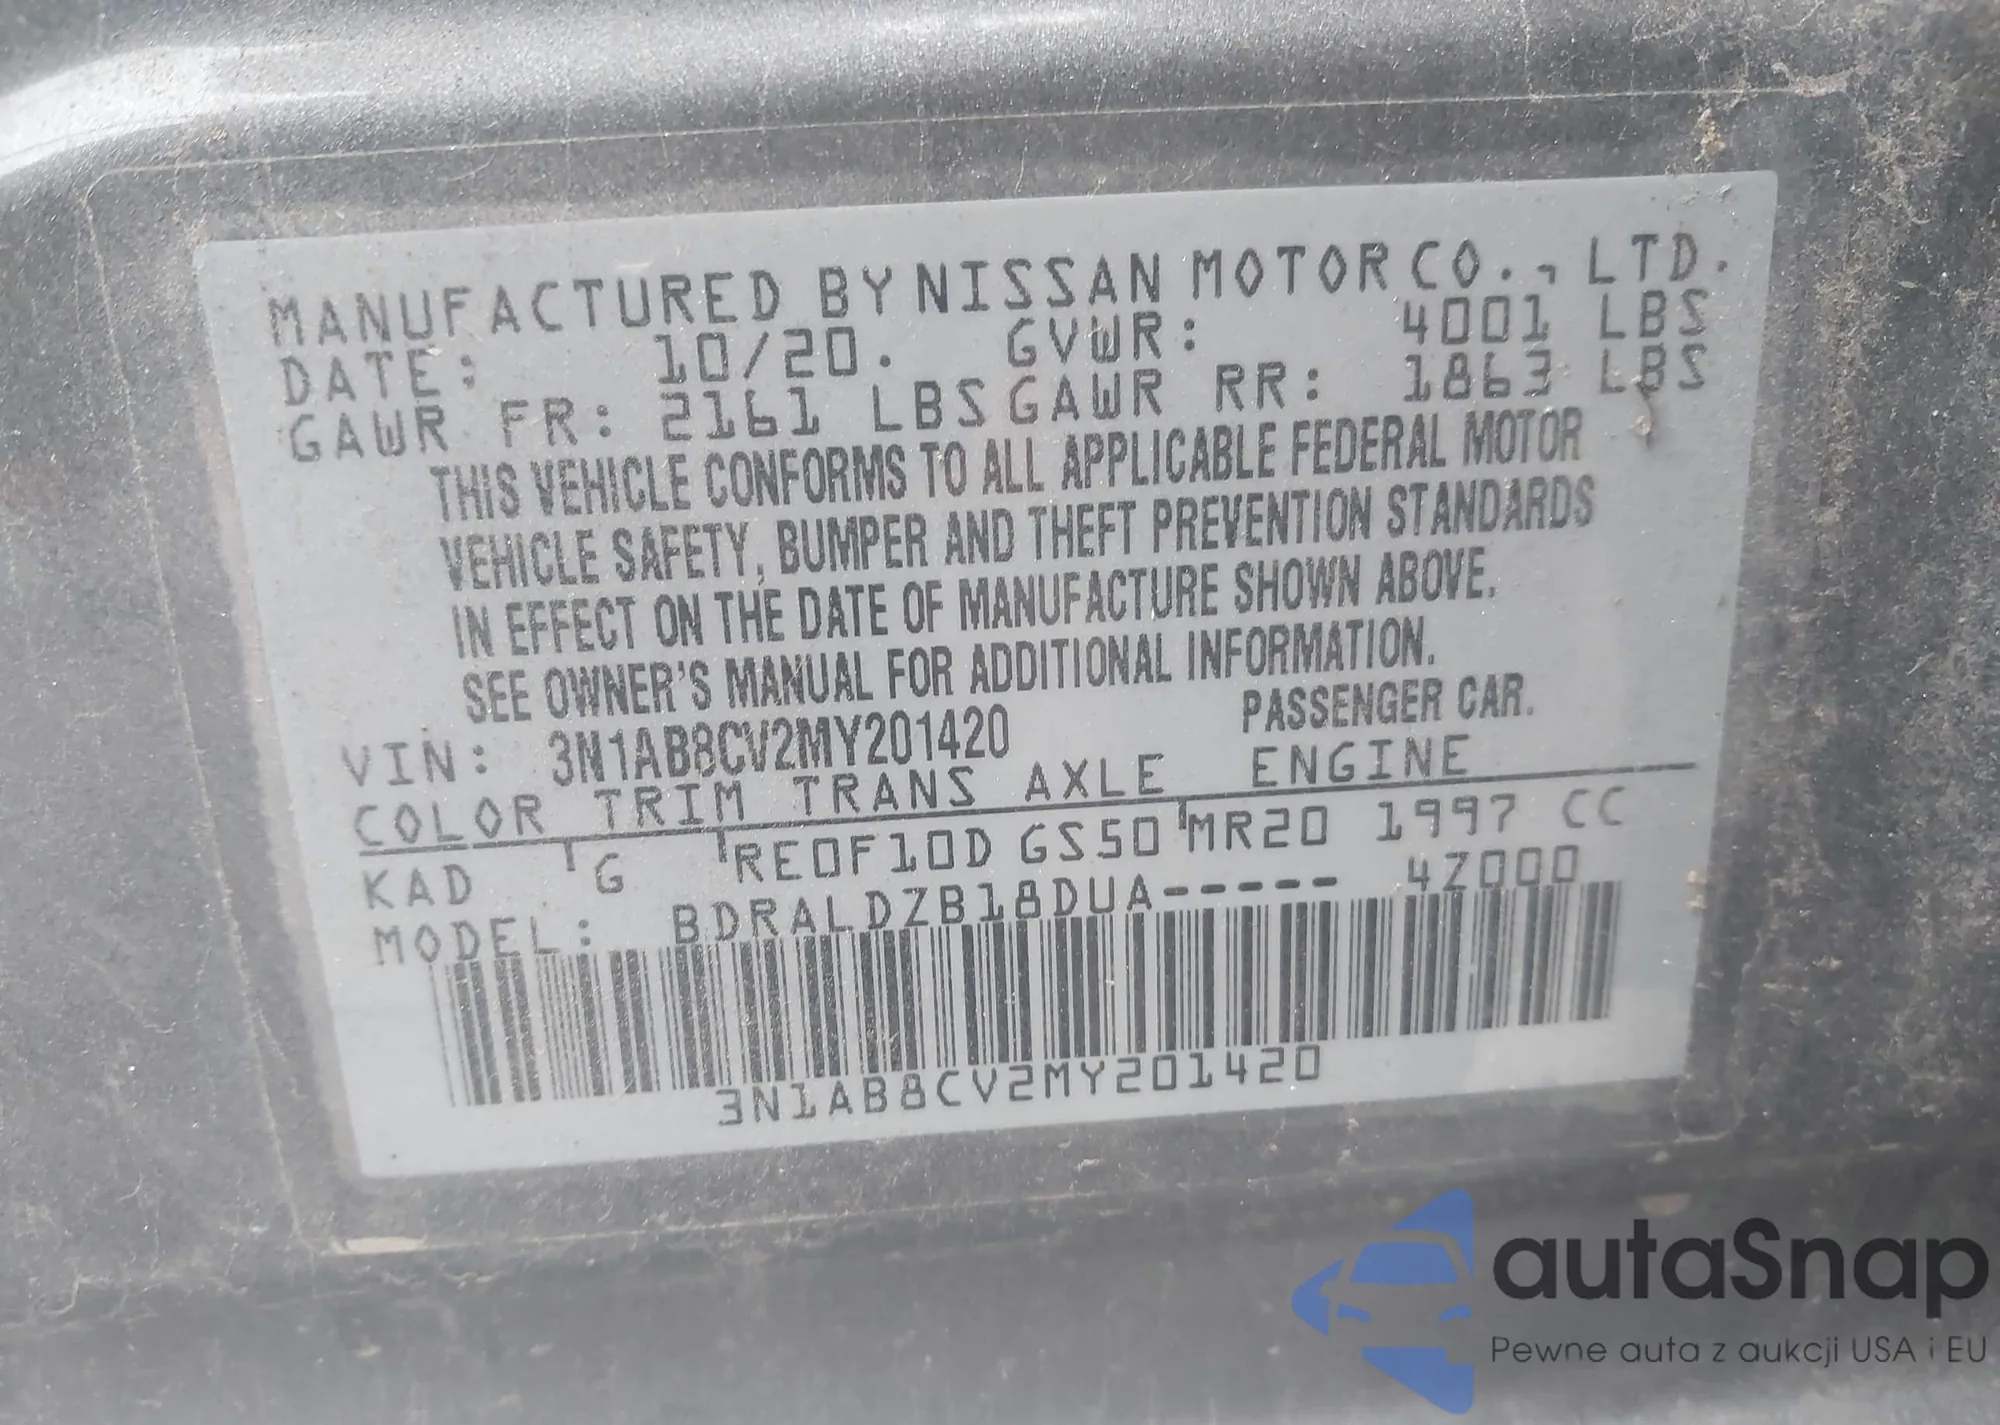 MANUFACTURED BY NISSAN MOTOR CO., LTD.
DATE: 10/20. GVWR: 4001 LBS
GAWR FR: 2161 LBS GAWR RR: 1863 LBS
THIS VEHICLE CONFORMS TO ALL APPLICABLE FEDERAL MOTOR
VEHICLE SAFETY, BUMPER AND THEFT PREVENTION STANDARDS
IN EFFECT ON THE DATE OF MANUFACTURE SHOWN ABOVE.
SEE OWNER'S MANUAL FOR ADDITIONAL INFORMATION.
VIN: 3N1AB8CV2MY201420 PASSENGER CAR.
COLOR TRIM TRANS AXLE ENGINE
KAD G RE0F10D GS50 MR20 1997 CC
MODEL: BDRALDZB18DUA----- 4Z000
3N1AB8CV2MY201420
autaSnap
Pewne auta z aukcji USA i EU